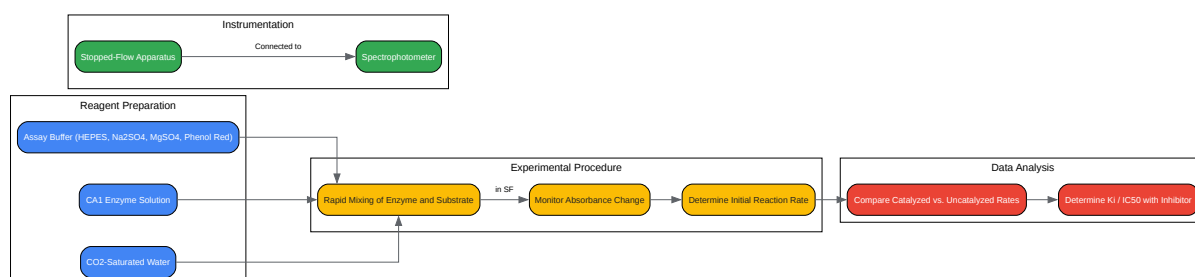 Instrumentation
Stopped-Flow Apparatus
Connected to
Spectrophotometer
Reagent Preparation
Assay Buffer (HEPES, Na2SO4, MgSO4, Phenol Red)
CA1 Enzyme Solution
CO2-Saturated Water
Experimental Procedure
Rapid Mixing of Enzyme and Substrate
in SF
Monitor Absorbance Change
Determine Initial Reaction Rate
Data Analysis
Compare Catalyzed vs. Uncatalyzed Rates
Determine Ki / IC50 with Inhibitor